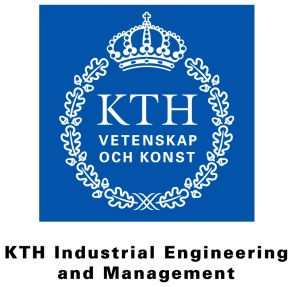 KTH
VETENSKAP
OCH KONST
KTH Industrial Engineering
and Management